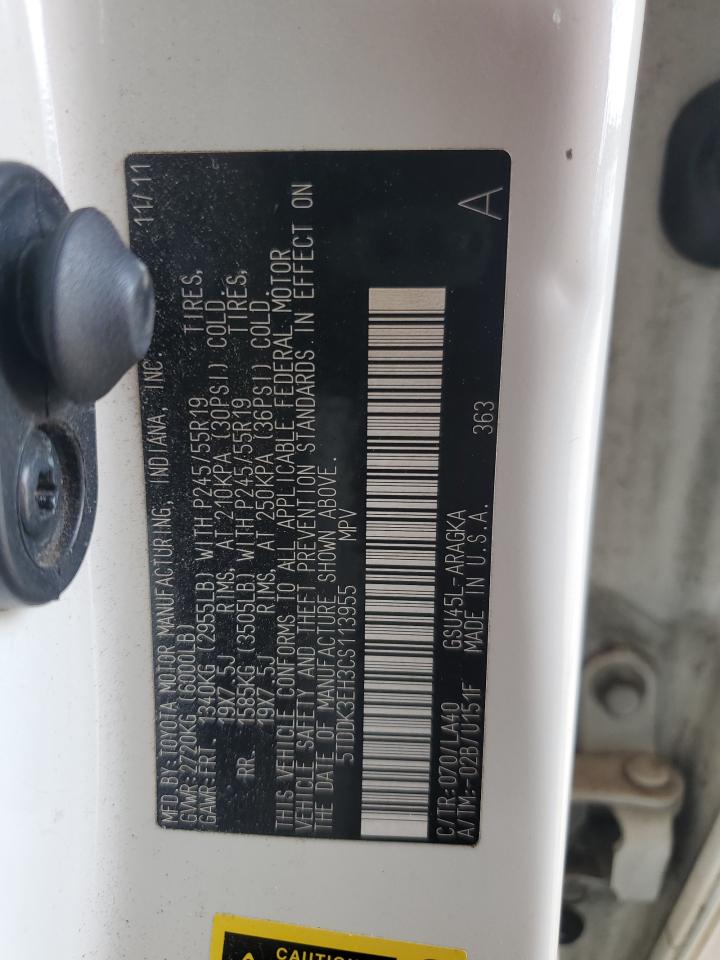 MFD BY:TOYOTA MOTOR MANUFACTURING, INDIANA, INC. 11/11
GVWR:2720KG(6000LB)
GAWR:FRT 1340KG(2955LB) WITH P245/55R19 TIRES,
19X7.5J RIMS, AT 210KPA (30PSI) COLD
RR 1585KG(3505LB) WITH P245/55R19 TIRES,
19X7.5J RIMS, AT 250KPA (36PSI) COLD
THIS VEHICLE CONFORMS TO ALL APPLICABLE FEDERAL MOTOR
VEHICLE SAFETY AND THEFT PREVENTION STANDARDS IN EFFECT ON
THE DATE OF MANUFACTURE SHOWN ABOVE.
5TDDK3EH3CS113955 MPV
C/TR:070/LA40 GSU45L-ARAGKA
A/TM:-02B/U151F MADE IN U.S.A. 363 A
CAUTION